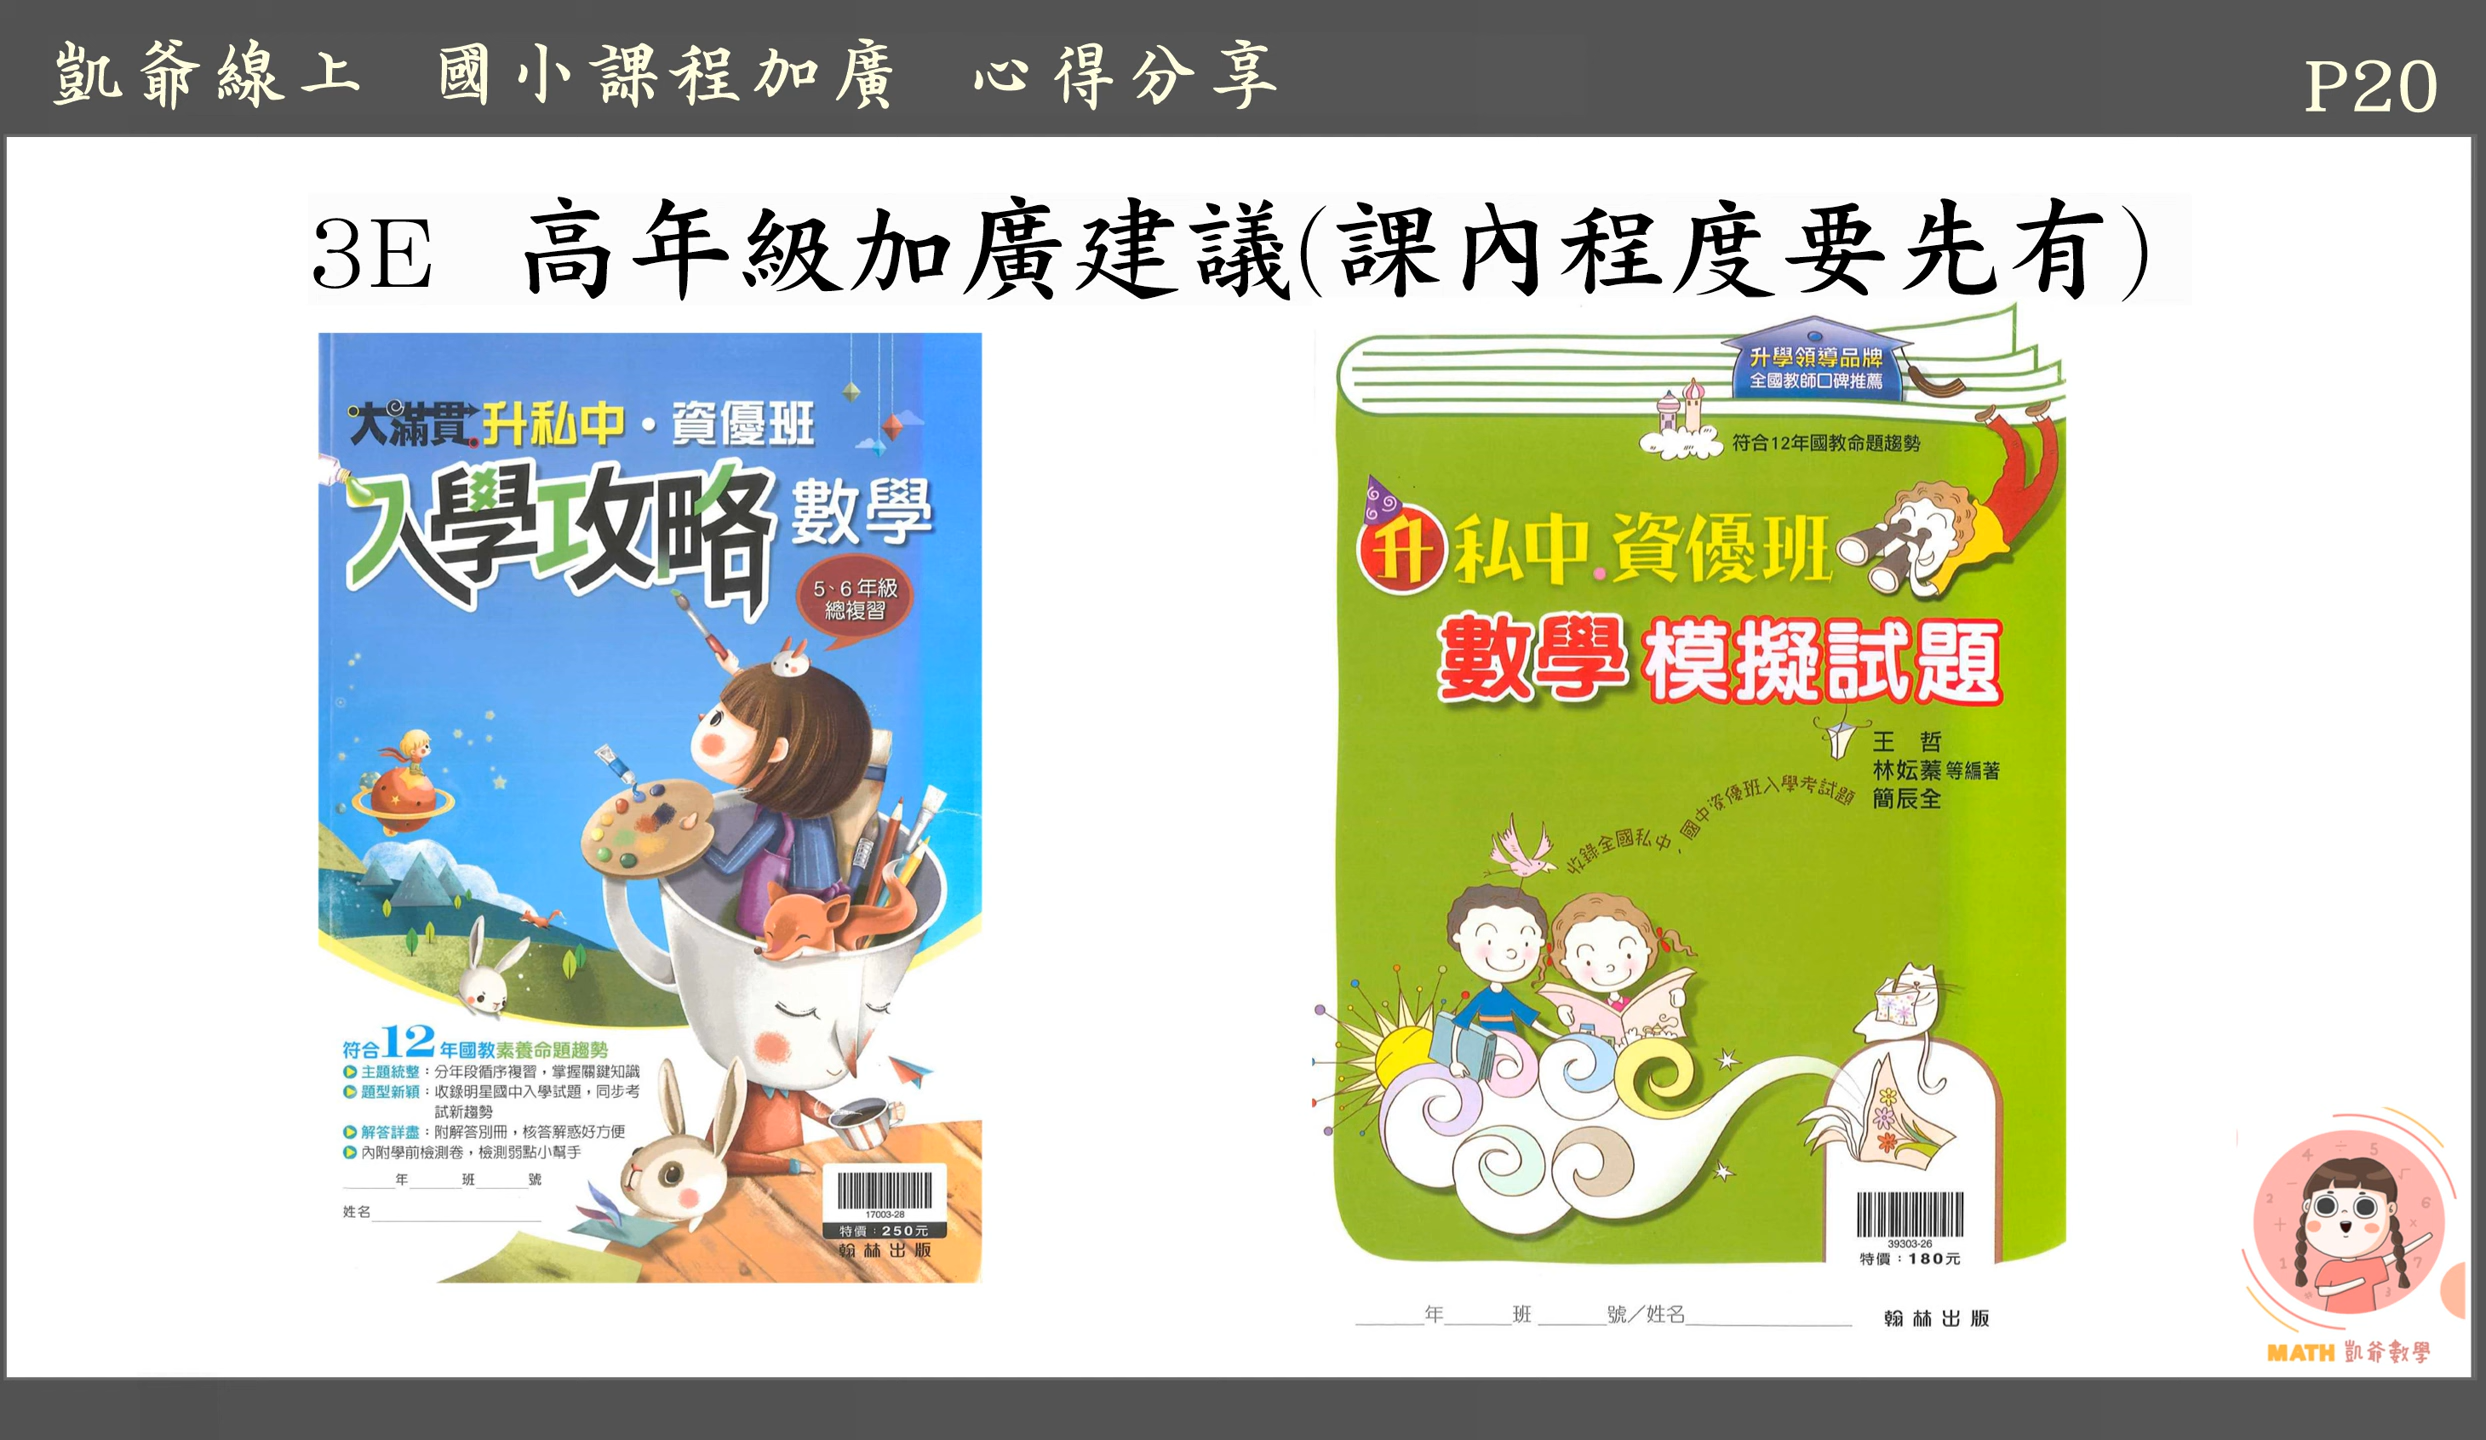 凱爺線上 國小課程加廣 心得分享
P20
3E 高年級加廣建議(課內程度要先有)
大滿貫 升私中・資優班
入學攻略 數學
5、6年級
總複習
符合12年國教素養命題趨勢
主題統整：分年段循序複習，掌握關鍵知識
題型新穎：收錄明星國中入學試題，同步考
試新趨勢
解答詳盡：附解答別冊，核答解惑好方便
內附學前檢測卷，檢測弱點小幫手
年 班 號
姓名
17003-28
特價：250元
翰林出版
升學領導品牌
全國教師口碑推薦
符合12年國教命題趨勢
升私中.資優班
數學模擬試題
王 哲
林妘蓁 等編著
簡辰全
收錄全國私中，國中資優班入學考試題
39303-26
特價：180元
年 班 號／姓名
翰林出版
MATH 凱爺數學